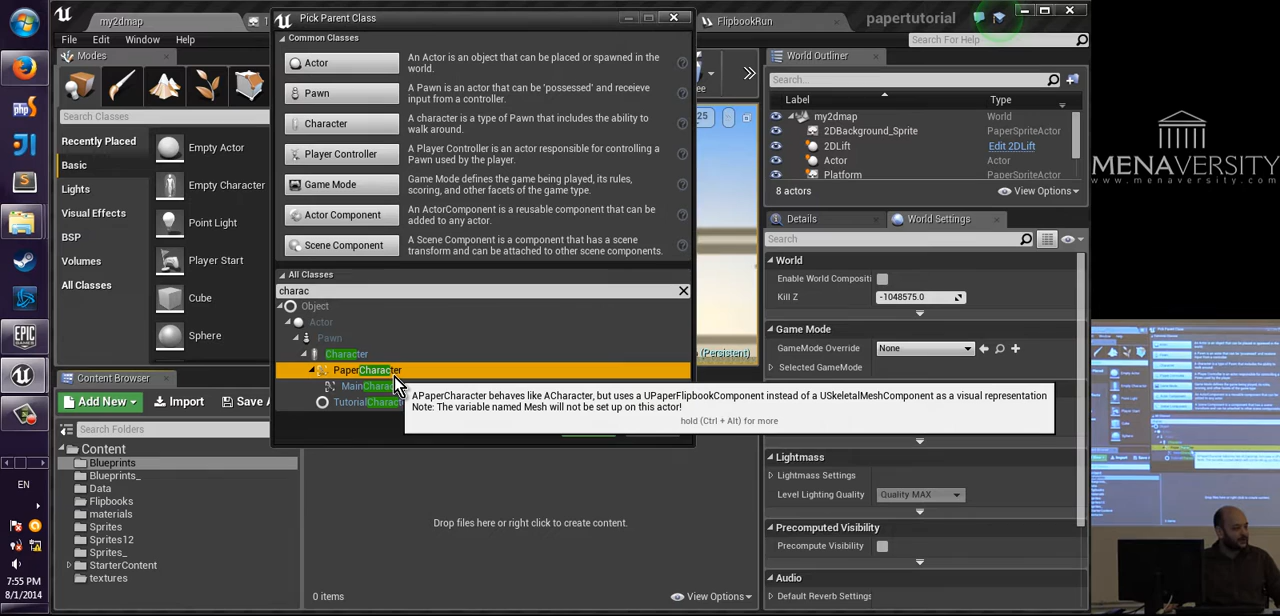 my2dmap
Pick Parent Class
FlipbookRun
papertutorial
File Edit Window Help
Search For Help
Modes
Search Classes
Recently Placed
Basic
Lights
Visual Effects
BSP
Volumes
All Classes
Empty Actor
Empty Character
Point Light
Player Start
Cube
Sphere
Common Classes
Actor
An Actor is an object that can be placed or spawned in the
world.
Pawn
A Pawn is an actor that can be 'possessed' and receieve
input from a controller.
Character
A character is a type of Pawn that includes the ability to
walk around.
Player Controller
A Player Controller is an actor responsible for controlling a
Pawn used by the player.
Game Mode
Game Mode defines the game being played, its rules,
scoring, and other facets of the game type.
Actor Component
An ActorComponent is a reusable component that can be
added to any actor.
Scene Component
A Scene Component is a component that has a scene
transform and can be attached to other scene components.
All Classes
charac
Object
Actor
Pawn
Character
PaperCharacter
MainCharac
TutorialCharact
APaperCharacter behaves like ACharacter, but uses a UPaperFlipbookComponent instead of a USkeletalMeshComponent as a visual representation
Note: The variable named Mesh will not be set up on this actor!
hold (Ctrl + Alt) for more
25
(Persistent)
World Outliner
Search...
Label Type
my2dmap World
2DBackground_Sprite PaperSpriteActor
2DLift Edit 2DLift
Actor Actor
Platform PaperSpriteActor
8 actors View Options
Details World Settings
Search
World
Enable World Compositi
Kill Z -1048575.0
Game Mode
GameMode Override None
Selected GameMode
Lightmass
Lightmass Settings
Level Lighting Quality Quality MAX
Precomputed Visibility
Precompute Visibility
Audio
Default Reverb Settings
Content Browser
Add New Import Save A
Search Folders
Content
Blueprints
Blueprints_
Data
Flipbooks
materials
Sprites
Sprites12
Sprites_
StarterContent
textures
Drop files here or right click to create content.
0 items View Options
php
EPIC
GAMES
EN
7:55 PM
8/1/2014
MENAVERSITY
www.menaversity.com